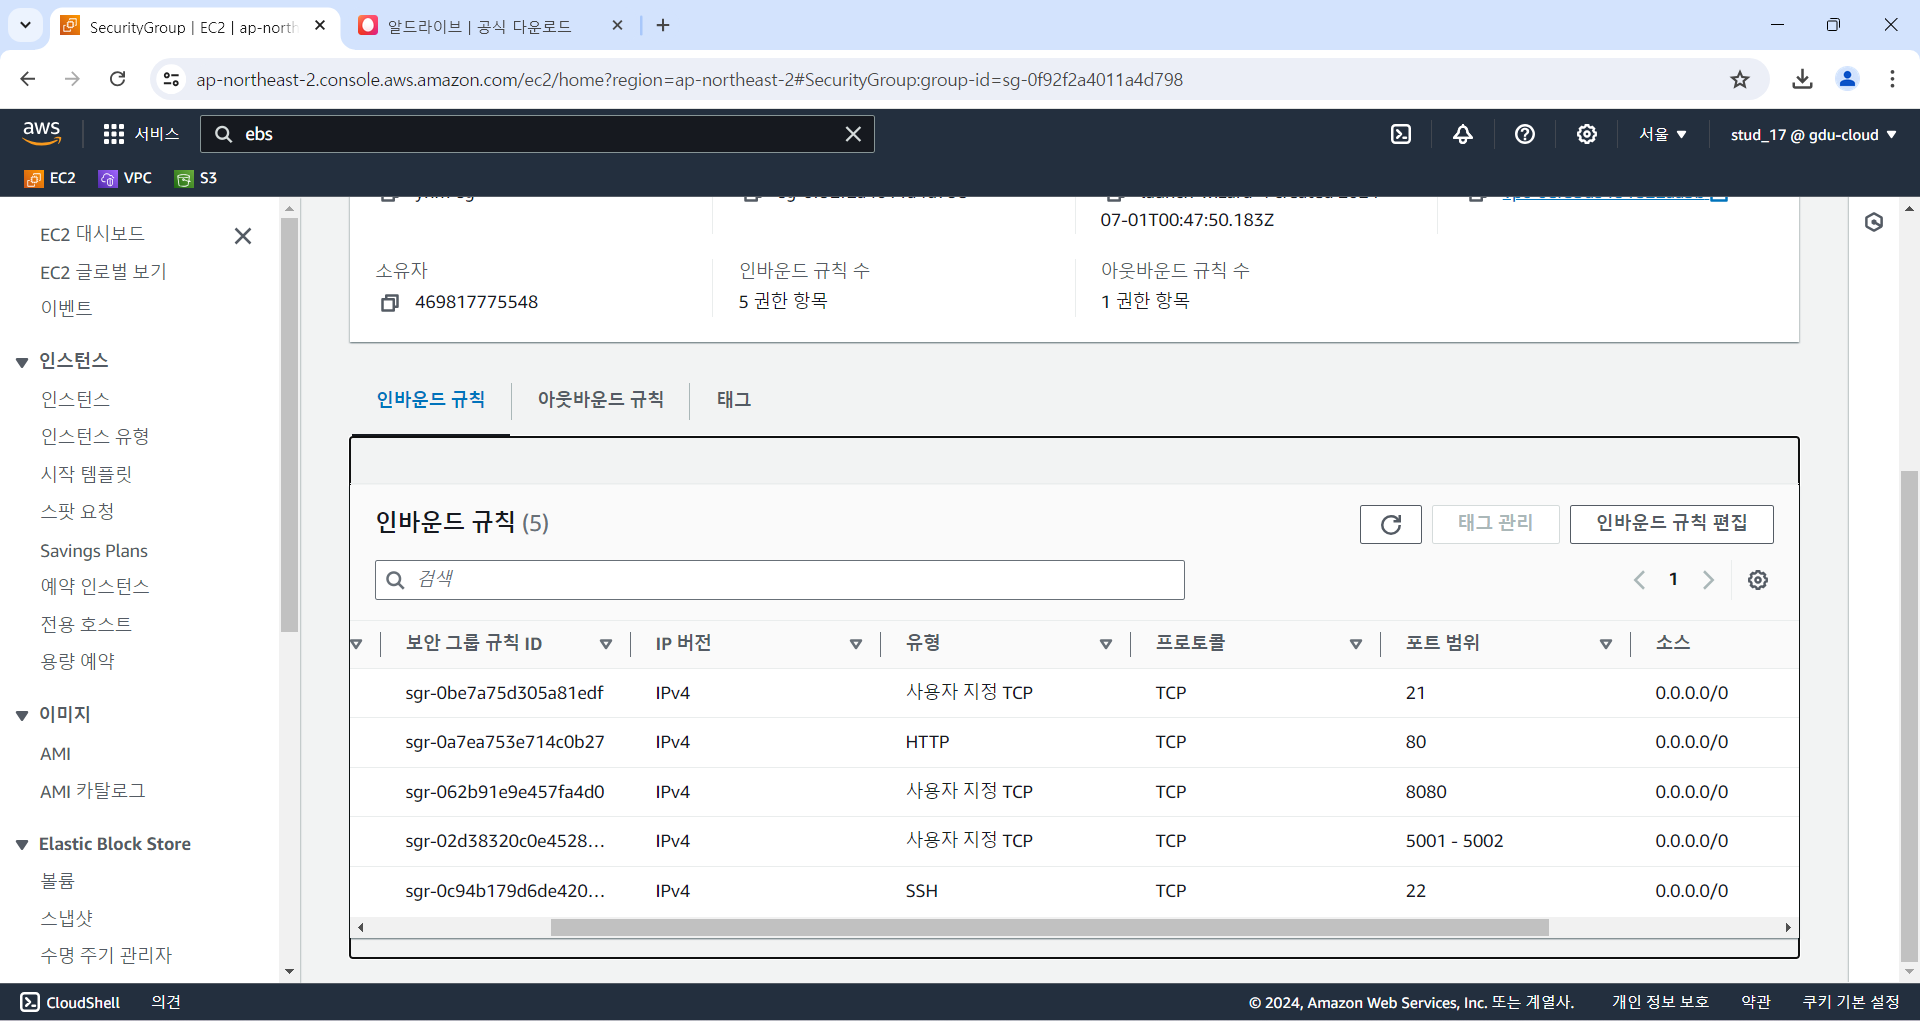 SecurityGroup | EC2 | ap-north
알드라이브 | 공식 다운로드
ap-northeast-2.console.aws.amazon.com/ec2/home?region=ap-northeast-2#SecurityGroup:group-id=sg-0f92f2a4011a4d798
aws
서비스
ebs
서울
stud_17 @ gdu-cloud
EC2
VPC
S3
07-01T00:47:50.183Z
소유자
469817775548
인바운드 규칙 수
5 권한 항목
아웃바운드 규칙 수
1 권한 항목
EC2 대시보드
EC2 글로벌 보기
이벤트
인스턴스
인스턴스
인스턴스 유형
시작 템플릿
스팟 요청
Savings Plans
예약 인스턴스
전용 호스트
용량 예약
이미지
AMI
AMI 카탈로그
Elastic Block Store
볼륨
스냅샷
수명 주기 관리자
인바운드 규칙
아웃바운드 규칙
태그
인바운드 규칙 (5)
태그 관리
인바운드 규칙 편집
검색
1
보안 그룹 규칙 ID IP 버전 유형 프로토콜 포트 범위 소스
sgr-0be7a75d305a81edf IPv4 사용자 지정 TCP TCP 21 0.0.0.0/0
sgr-0a7ea753e714c0b27 IPv4 HTTP TCP 80 0.0.0.0/0
sgr-062b91e9e457fa4d0 IPv4 사용자 지정 TCP TCP 8080 0.0.0.0/0
sgr-02d38320c0e4528... IPv4 사용자 지정 TCP TCP 5001 - 5002 0.0.0.0/0
sgr-0c94b179d6de420... IPv4 SSH TCP 22 0.0.0.0/0
CloudShell
의견
© 2024, Amazon Web Services, Inc. 또는 계열사.
개인 정보 보호
약관
쿠키 기본 설정